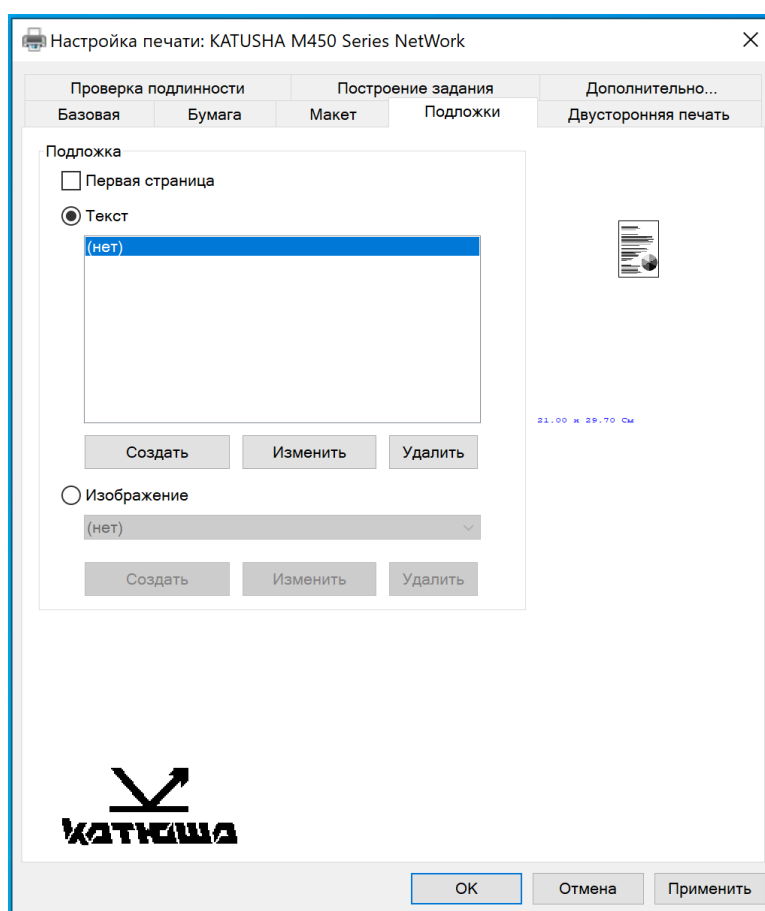 Настройка печати: KATUSHA M450 Series NetWork
Проверка подлинности Построение задания Дополнительно...
Базовая Бумага Макет Подложки Двусторонняя печать
Подложка
Первая страница
Текст
(нет)
21.00 x 29.70 См
Создать Изменить Удалить
Изображение
(нет)
Создать Изменить Удалить
катюша
OK Отмена Применить